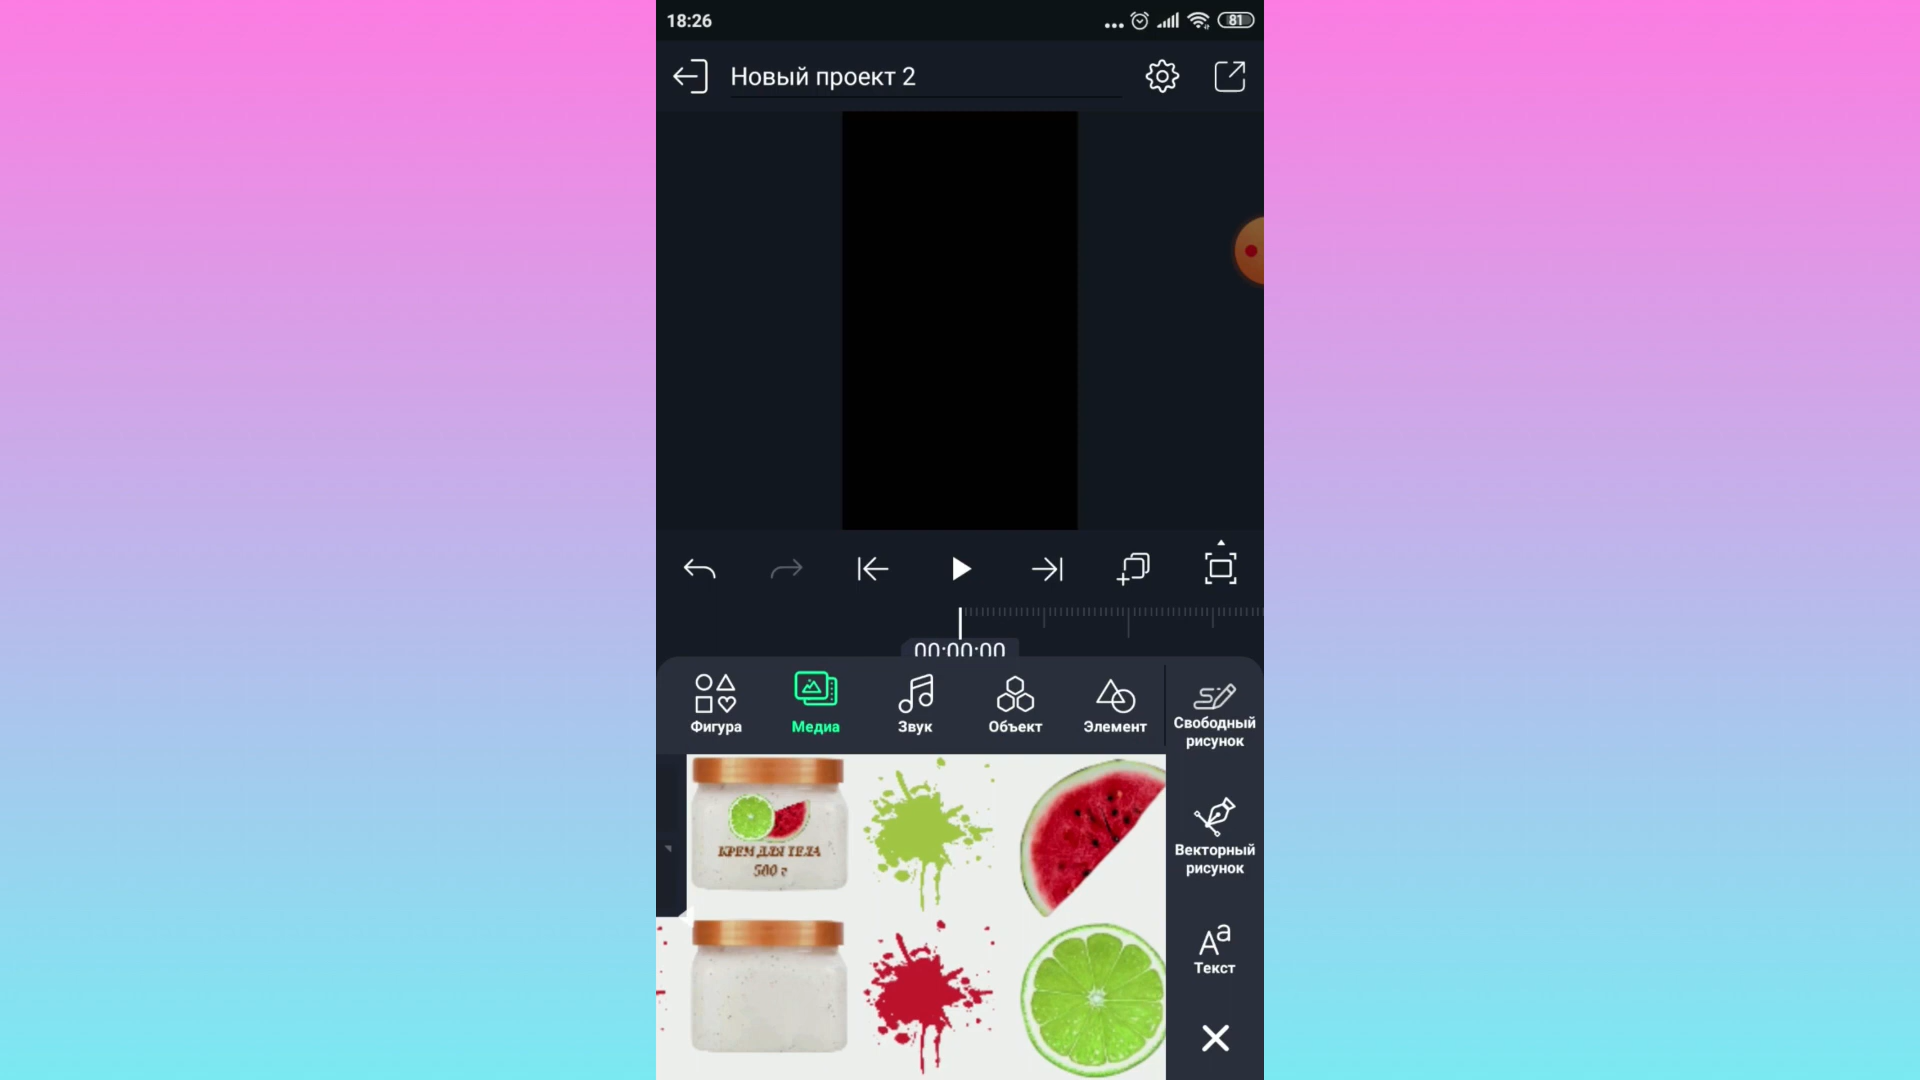 18:26
81
Новый проект 2
00:00:00
Фигура
Медиа
Звук
Объект
Элемент
Свободный
рисунок
КРЕМ ДЛЯ ТЕЛА
500 г
Векторный
рисунок
Aa
Текст